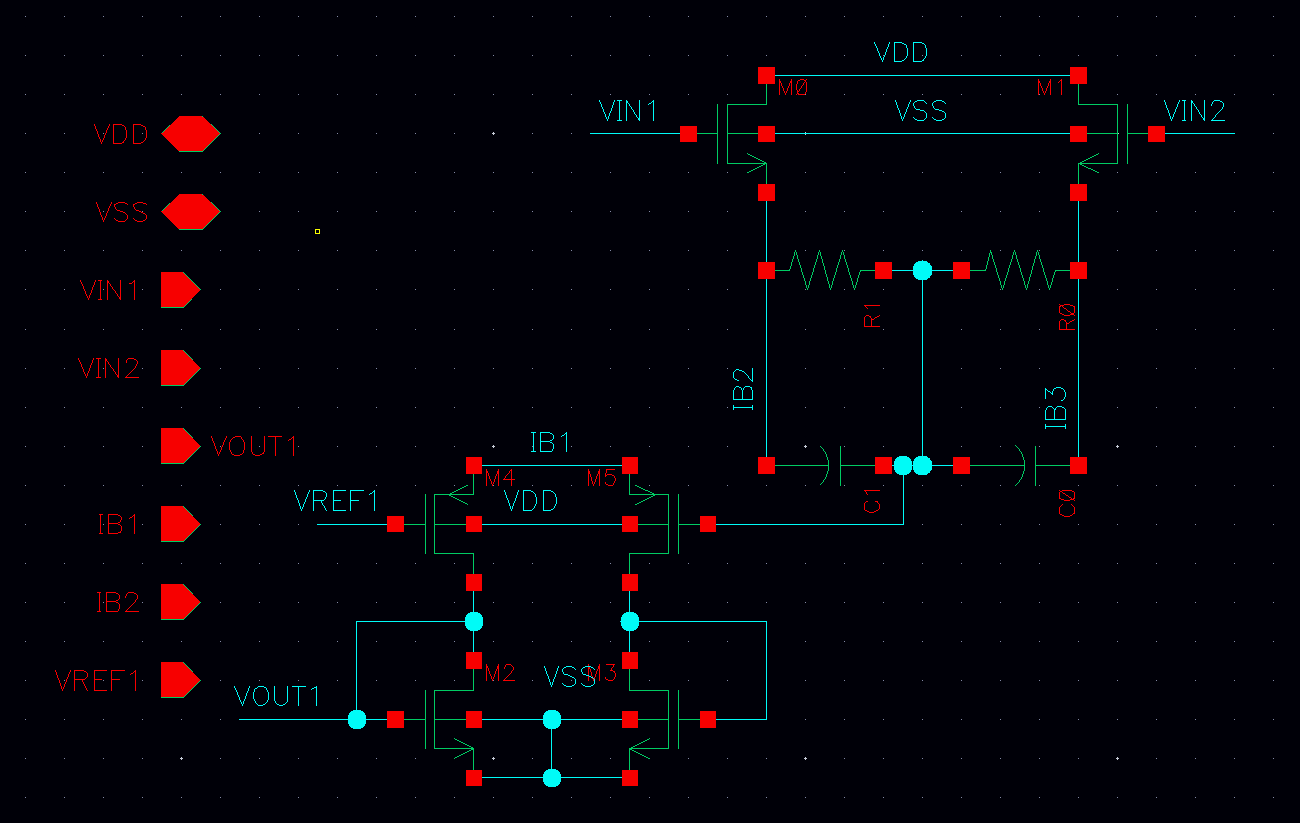 VDD
VSS
VIN1
VIN2
VOUT1
IB1
IB2
VREF1
VDD
M0
M1
VIN1
VSS
VIN2
R1
R0
IB2
IB3
IB1
M4
M5
VREF1
VDD
C1
C0
M2
VSS
M3
VOUT1